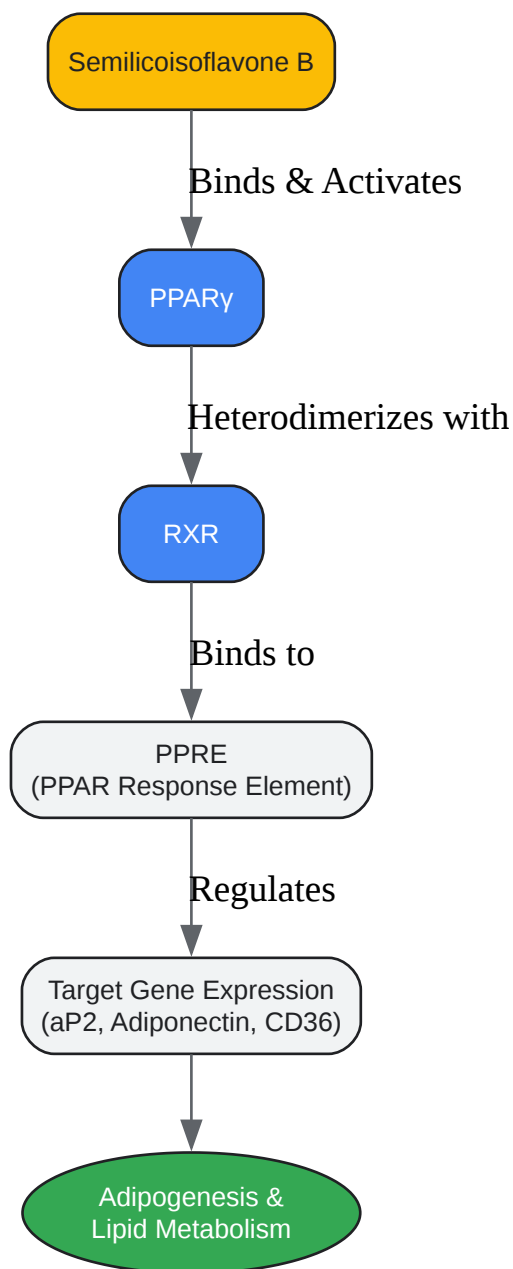 Semilicoisoflavone B
Binds & Activates
PPARγ
Heterodimerizes with
RXR
Binds to
PPRE
(PPAR Response Element)
Regulates
Target Gene Expression
(aP2, Adiponectin, CD36)
Adipogenesis &
Lipid Metabolism